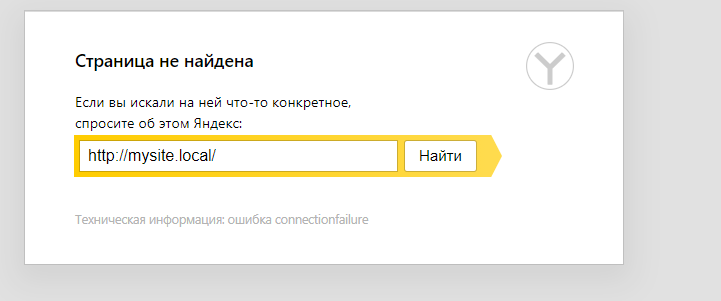 Страница не найдена
Если вы искали на ней что-то конкретное,
спросите об этом Яндекс:
http://mysite.local/ Найти
Техническая информация: ошибка connectionfailure